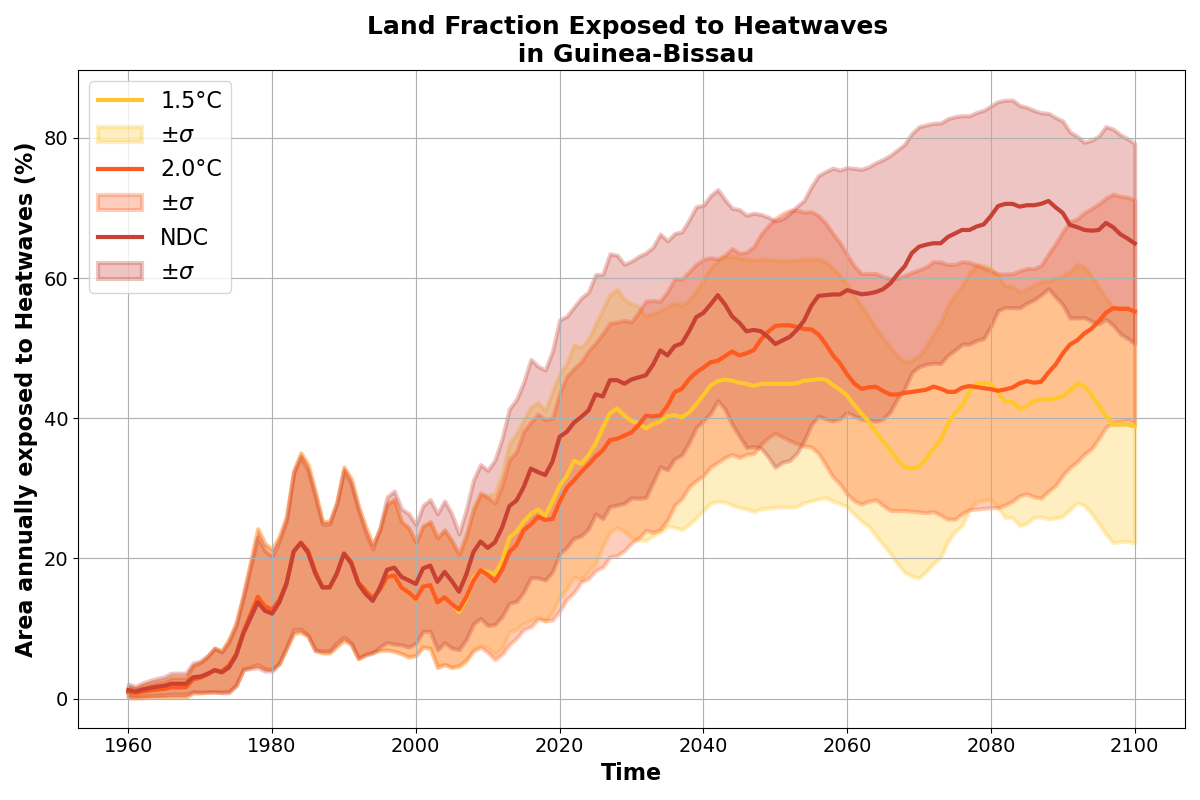 Land Fraction Exposed to Heatwaves
in Guinea-Bissau
1.5°C
±σ
2.0°C
±σ
NDC
±σ
Area annually exposed to Heatwaves (%)
80
60
40
20
0
1960 1980 2000 2020 2040 2060 2080 2100
Time